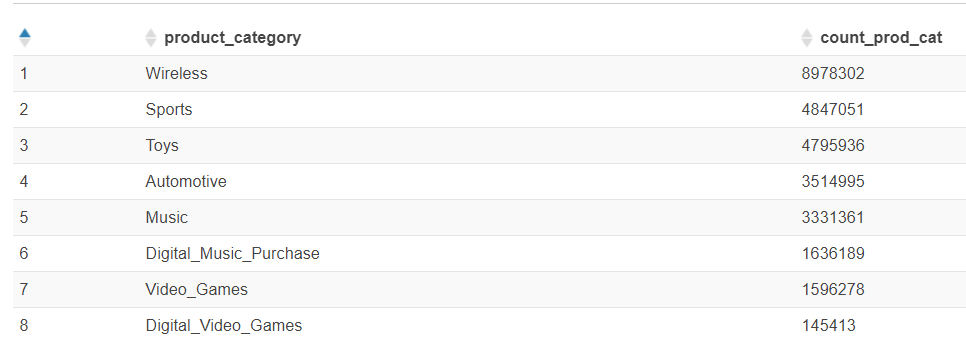 product_category count_prod_cat
1 Wireless 8978302
2 Sports 4847051
3 Toys 4795936
4 Automotive 3514995
5 Music 3331361
6 Digital_Music_Purchase 1636189
7 Video_Games 1596278
8 Digital_Video_Games 145413